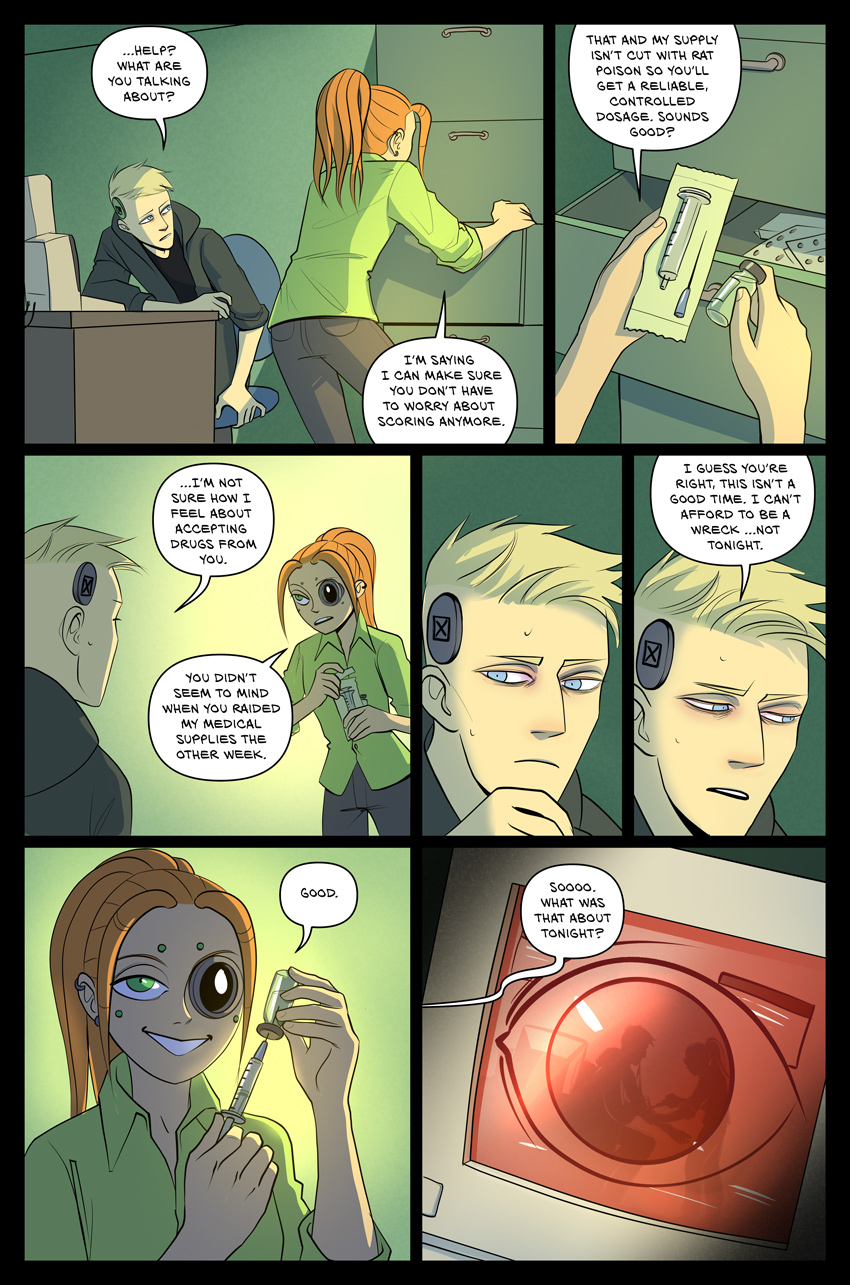 ...HELP?
WHAT ARE
YOU TALKING
ABOUT?
I'M SAYING
I CAN MAKE SURE
YOU DON'T HAVE
TO WORRY ABOUT
SCORING ANYMORE.
THAT AND MY SUPPLY
ISN'T CUT WITH RAT
POISON SO YOU'LL
GET A RELIABLE,
CONTROLLED
DOSAGE. SOUNDS
GOOD?
...I'M NOT
SURE HOW I
FEEL ABOUT
ACCEPTING
DRUGS FROM
YOU.
YOU DIDN'T
SEEM TO MIND
WHEN YOU RAIDED
MY MEDICAL
SUPPLIES THE
OTHER WEEK.
I GUESS YOU'RE
RIGHT, THIS ISN'T A
GOOD TIME. I CAN'T
AFFORD TO BE A
WRECK ...NOT
TONIGHT.
GOOD.
SOOOO.
WHAT WAS
THAT ABOUT
TONIGHT?